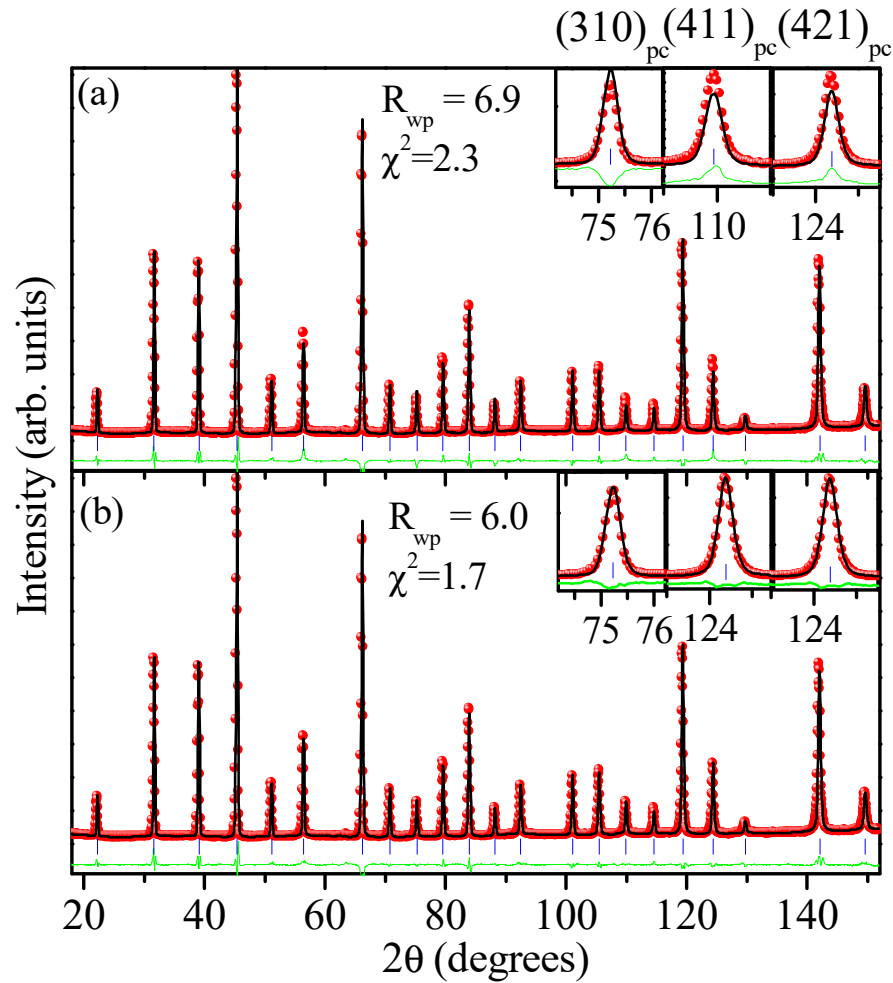 (310)pc (411)pc (421)pc
(a)
Rwp = 6.9
χ²=2.3
75 76 110 124
Intensity (arb. units)
(b)
Rwp = 6.0
χ²=1.7
75 76 124 124
20 40 60 80 100 120 140
2θ (degrees)